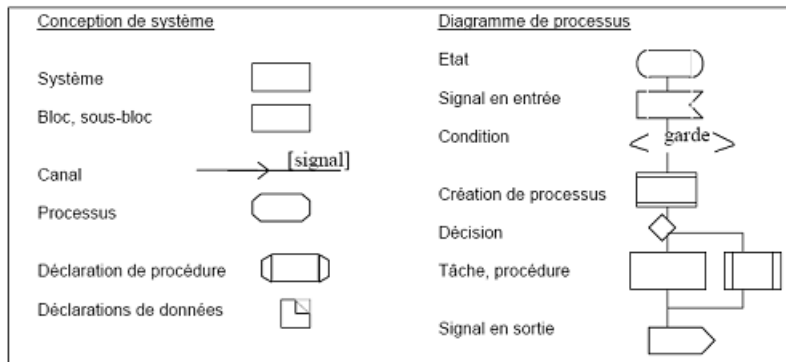 Conception de système
Système
Bloc, sous-bloc
Canal
[signal]
Processus
Déclaration de procédure
Déclarations de données
Diagramme de processus
Etat
Signal en entrée
Condition
garde
Création de processus
Décision
Tâche, procédure
Signal en sortie